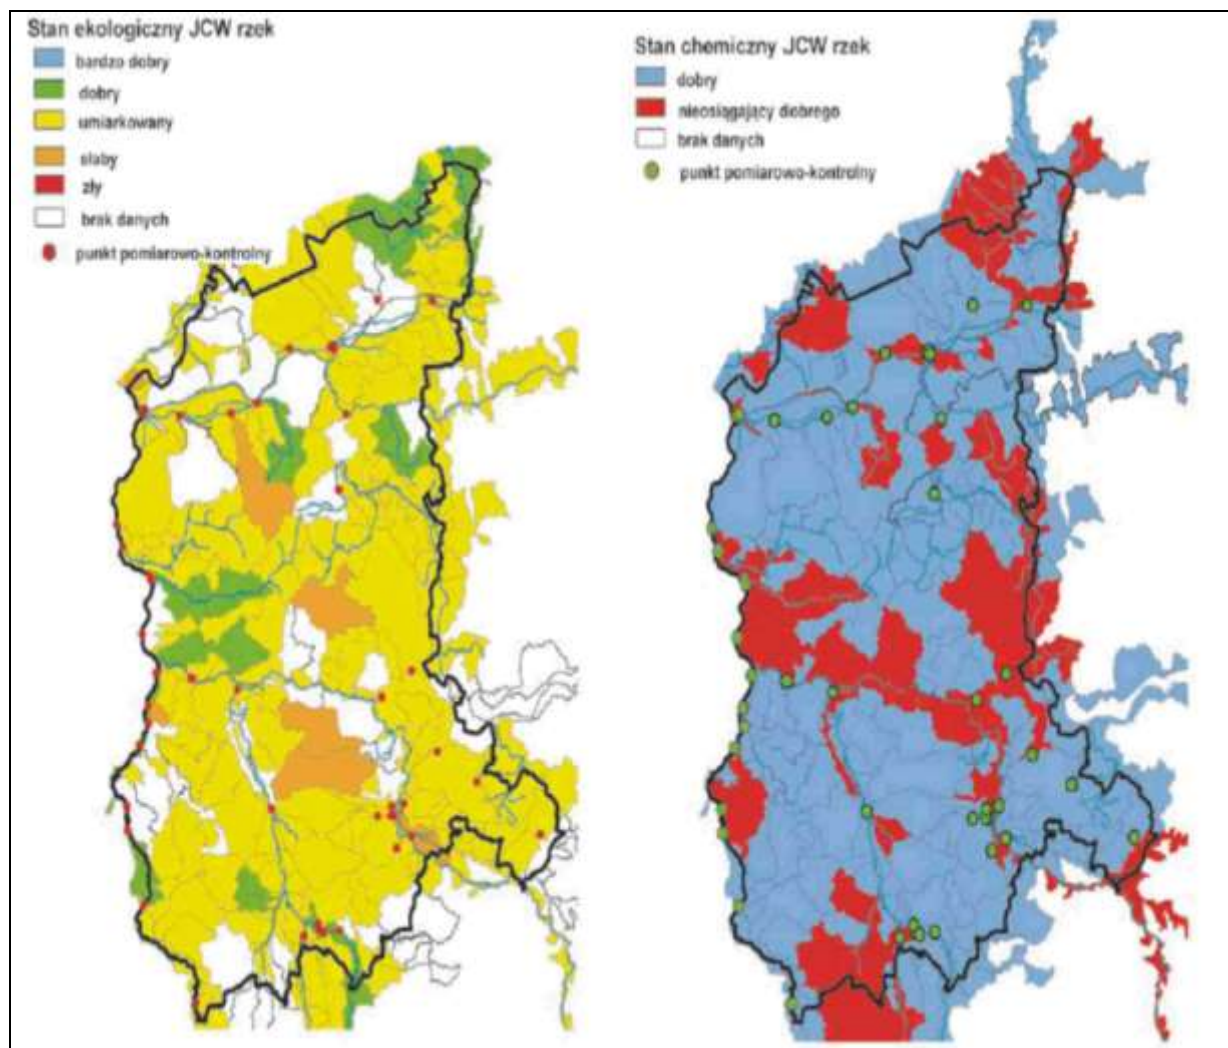 Stan ekologiczny JCW rzek
bardzo dobry
dobry
umiarkowany
słaby
zły
brak danych
punkt pomiarowo-kontrolny
Stan chemiczny JCW rzek
dobry
nieosiągający dobrego
brak danych
punkt pomiarowo-kontrolny